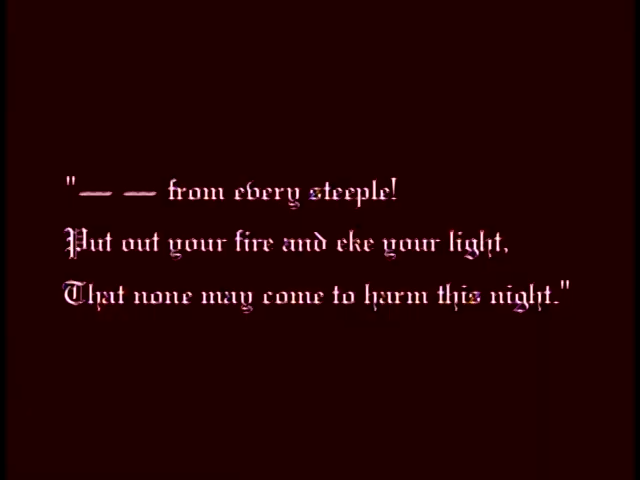 "— — from every steeple!
Put out your fire and eke your light,
That none may come to harm this night."